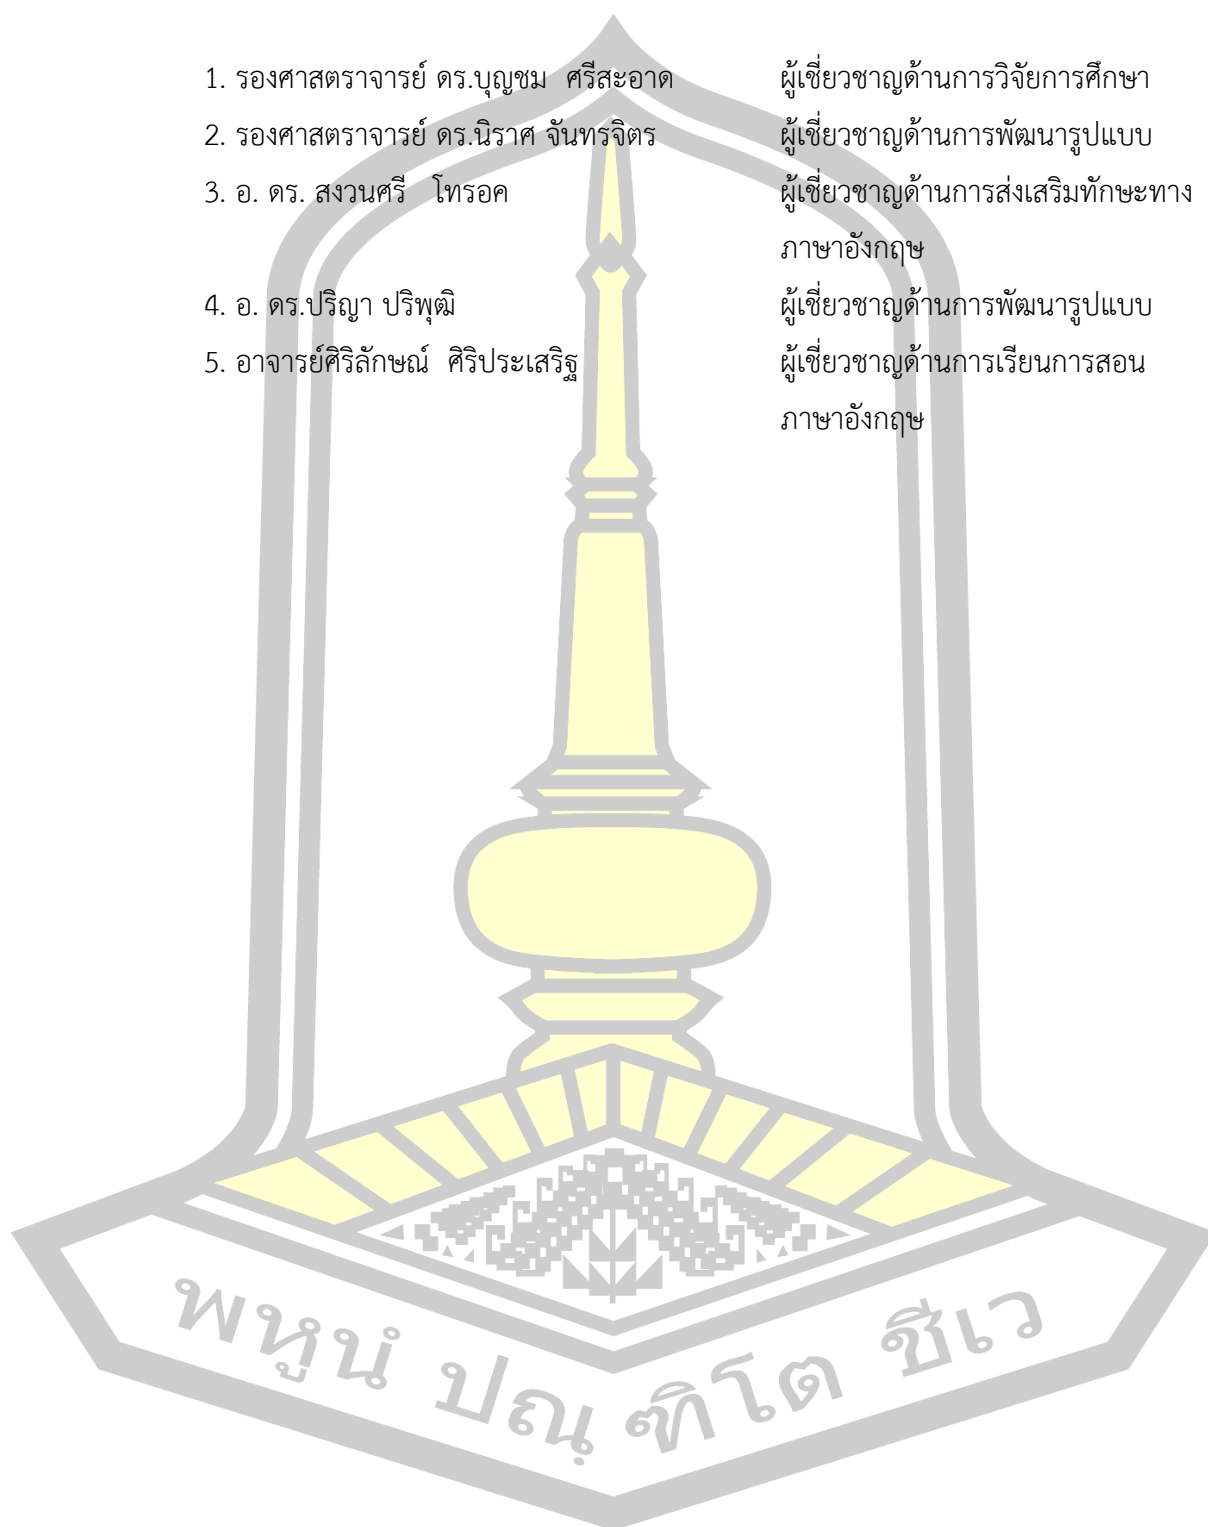 1. รองศาสตราจารย์ ดร.บุญชม ศรีสะอาด ผู้เชี่ยวชาญด้านการวิจัยการศึกษา
2. รองศาสตราจารย์ ดร.นิราศ จันทรจิตร ผู้เชี่ยวชาญด้านการพัฒนารูปแบบ
3. อ. ดร. สงวนศรี โทรอค ผู้เชี่ยวชาญด้านการส่งเสริมทักษะทาง
ภาษาอังกฤษ
4. อ. ดร.ปริญา ปริพุฒิ ผู้เชี่ยวชาญด้านการพัฒนารูปแบบ
5. อาจารย์ศิริลักษณ์ ศิริประเสริฐ ผู้เชี่ยวชาญด้านการเรียนการสอน
ภาษาอังกฤษ
พหูนํ ปณฺฑิโต ชีเว